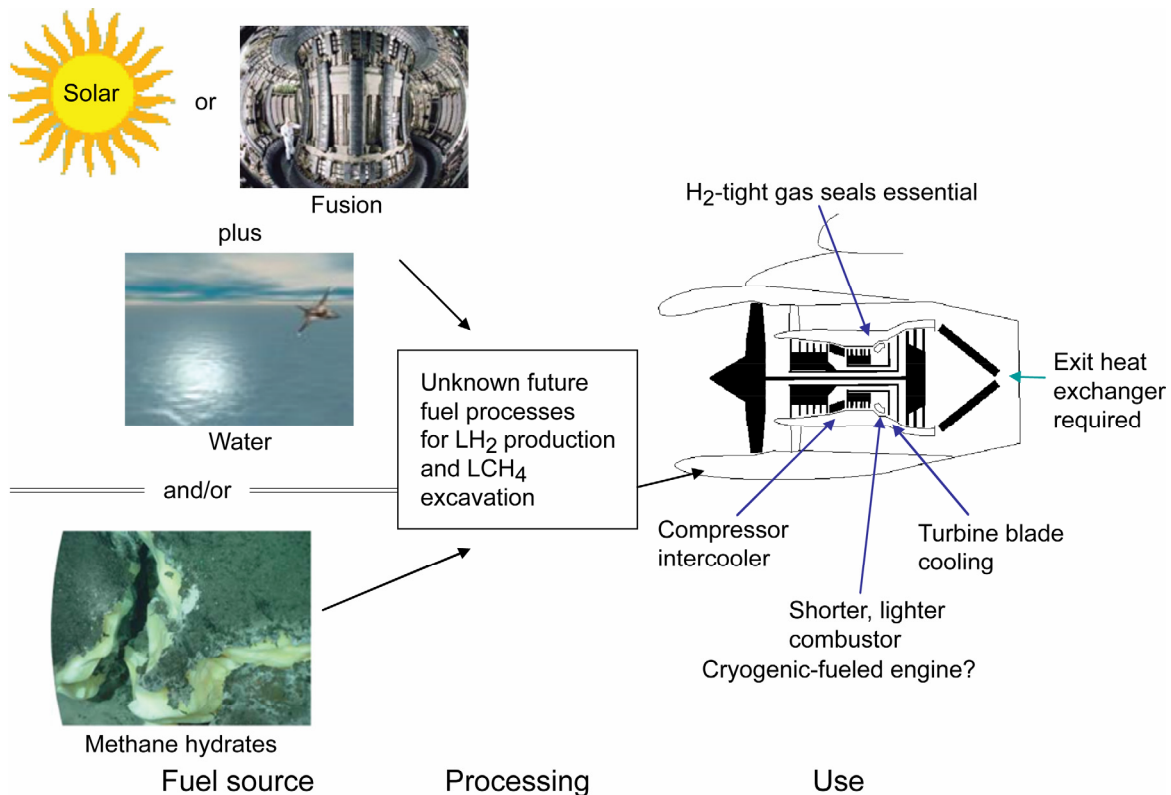 Solar
or
Fusion
plus
Water
and/or
Methane hydrates
Fuel source
Unknown future
fuel processes
for LH₂ production
and LCH₄
excavation
Processing
H₂-tight gas seals essential
Exit heat
exchanger
required
Compressor
intercooler
Turbine blade
cooling
Shorter, lighter
combustor
Cryogenic-fueled engine?
Use